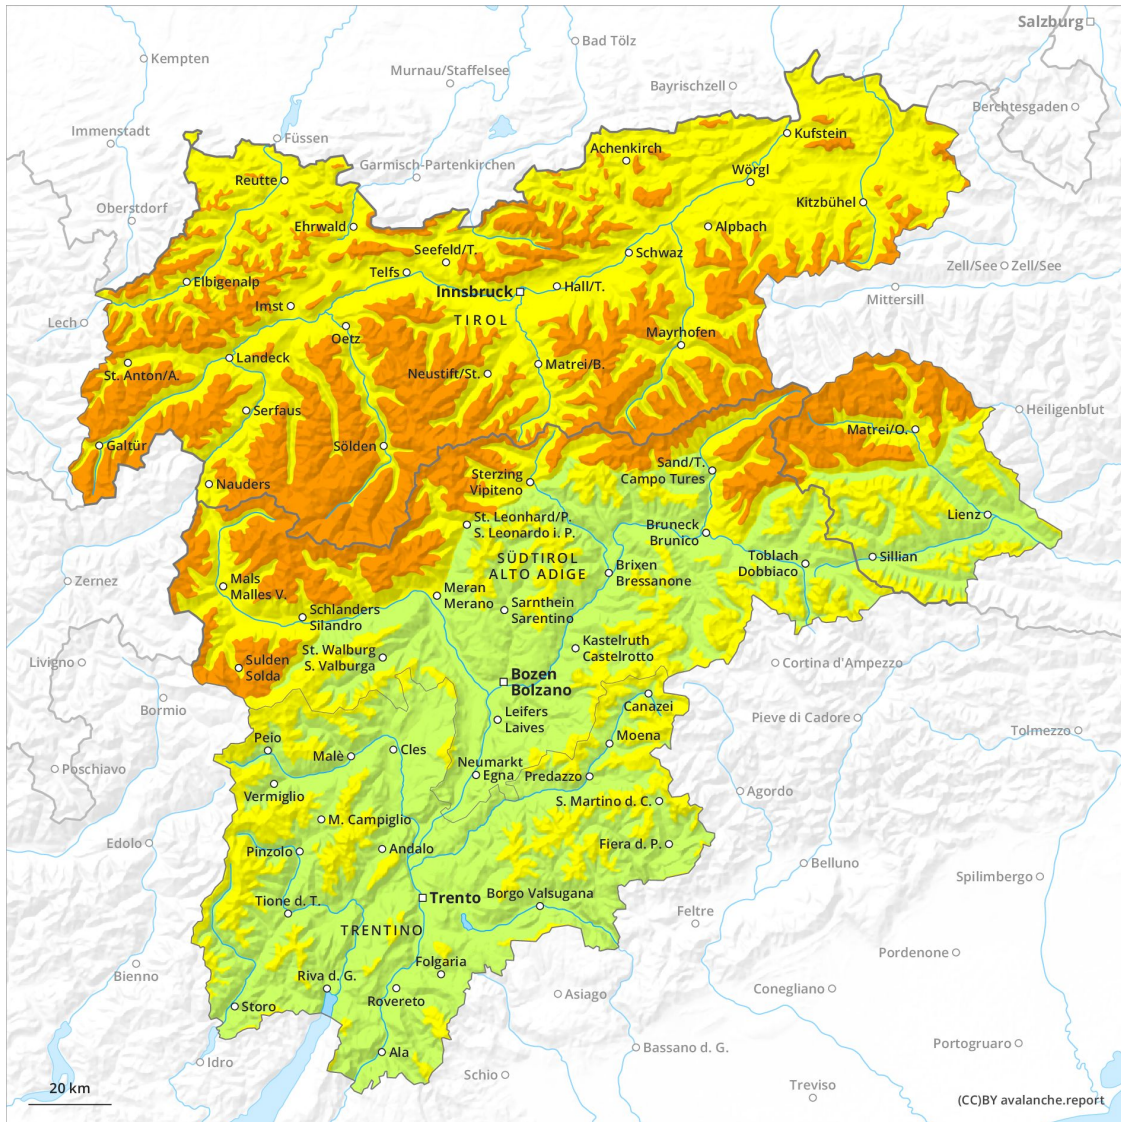 Salzburg
Bad Tölz
Kempten
Murnau/Staffelsee
Bayrischzell
Berchtesgaden
Immenstadt
Füssen
Kufstein
Achenkirch
Garmisch-Partenkirchen
Wörgl
Reutte
Oberstdorf
Kitzbühel
Ehrwald
Alpbach
Seefeld/T.
Schwaz
Telfs
Zell/See
Zell/See
Elbigenalp
Hall/T.
Innsbruck
Mittersill
Imst
TIROL
Lech
Oetz
Mayrhofen
Landeck
Matrei/B.
St. Anton/A.
Neustift/St.
Serfaus
Heiligenblut
Matrei/O.
Galtür
Sölden
Sand/T.
Campo Tures
Sterzing
Vipiteno
Nauders
St. Leonhard/P.
S. Leonardo i. P.
Lienz
Bruneck
Brunico
SÜDTIROL
ALTO ADIGE
Toblach
Dobbiaco
Sillian
Brixen
Bressanone
Zernez
Mals
Malles V.
Meran
Merano
Sarnthein
Sarentino
Schlanders
Silandro
Kastelruth
Castelrotto
St. Walburg
S. Valburga
Livigno
Sulden
Solda
Cortina d'Ampezzo
Bozen
Bolzano
Bormio
Canazei
Leifers
Laives
Pieve di Cadore
Tolmezzo
Peio
Moena
Malè
Cles
Neumarkt
Egna
Predazzo
Poschiavo
Vermiglio
Agordo
S. Martino d. C.
M. Campiglio
Edolo
Pinzolo
Andalo
Fiera d. P.
Belluno
Spilimbergo
Trento
Borgo Valsugana
Tione d. T.
Feltre
TRENTINO
Pordenone
Folgaria
Bienno
Riva d. G.
Conegliano
Asiago
Rovereto
Storo
Bassano d. G.
Portogruaro
Ala
Idro
Schio
20 km
Treviso
(CC)BY avalanche.report